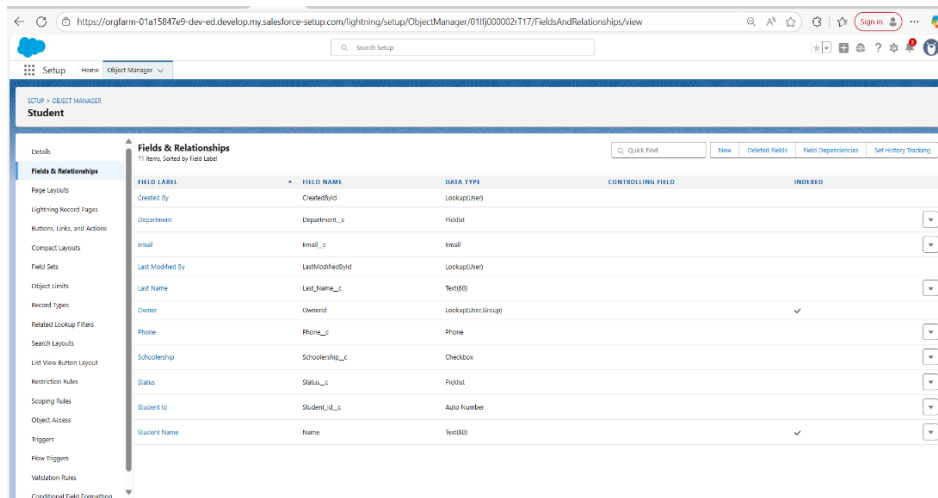 https://orgfarm-01a15847e9-dev-ed.develop.my.salesforce-setup.com/lightning/setup/ObjectManager/01Ifj000002rT17/FieldsAndRelationships/view
Sign in
Search Setup
Setup Home Object Manager
SETUP > OBJECT MANAGER
Student
Details
Fields & Relationships
Page Layouts
Lightning Record Pages
Buttons, Links, and Actions
Compact Layouts
Field Sets
Object Limits
Record Types
Related Lookup Filters
Search Layouts
List View Button Layout
Restriction Rules
Scoping Rules
Object Access
Triggers
Flow Triggers
Validation Rules
Conditional Field Formatting
Fields & Relationships
11 Items, Sorted by Field Label
Quick Find New Deleted Fields Field Dependencies Set History Tracking
FIELD LABEL FIELD NAME DATA TYPE CONTROLLING FIELD INDEXED
Created By CreatedById Lookup(User)
Department Department__c Picklist
Email Email__c Email
Last Modified By LastModifiedById Lookup(User)
Last Name Last_Name__c Text(60)
Owner OwnerId Lookup(User,Group)
Phone Phone__c Phone
Schoolership Schoolership__c Checkbox
Status Status__c Picklist
Student Id Student_Id__c Auto Number
Student Name Name Text(80)